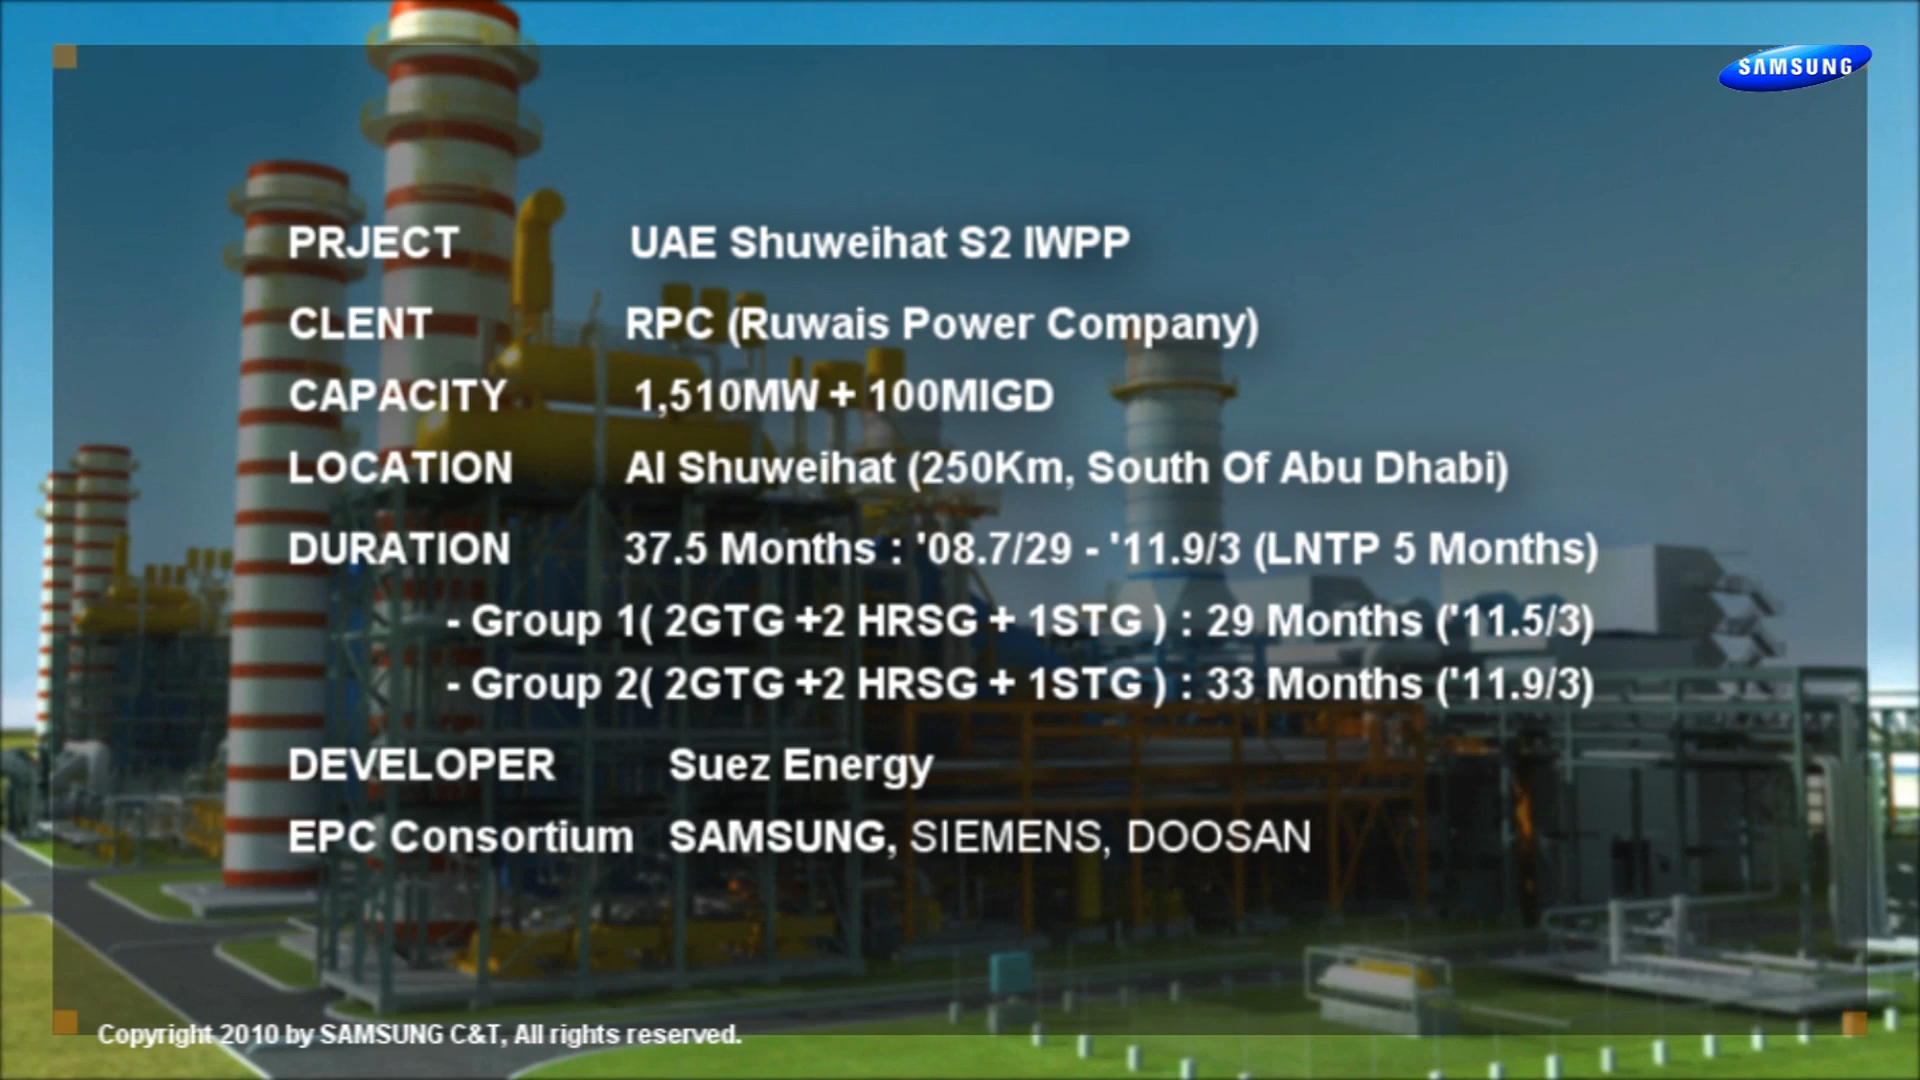 SAMSUNG
PRJECT UAE Shuweihat S2 IWPP
CLENT RPC (Ruwais Power Company)
CAPACITY 1,510MW + 100MIGD
LOCATION Al Shuweihat (250Km, South Of Abu Dhabi)
DURATION 37.5 Months : '08.7/29 - '11.9/3 (LNTP 5 Months)
- Group 1( 2GTG +2 HRSG + 1STG ) : 29 Months ('11.5/3)
- Group 2( 2GTG +2 HRSG + 1STG ) : 33 Months ('11.9/3)
DEVELOPER Suez Energy
EPC Consortium SAMSUNG, SIEMENS, DOOSAN
Copyright 2010 by SAMSUNG C&T, All rights reserved.